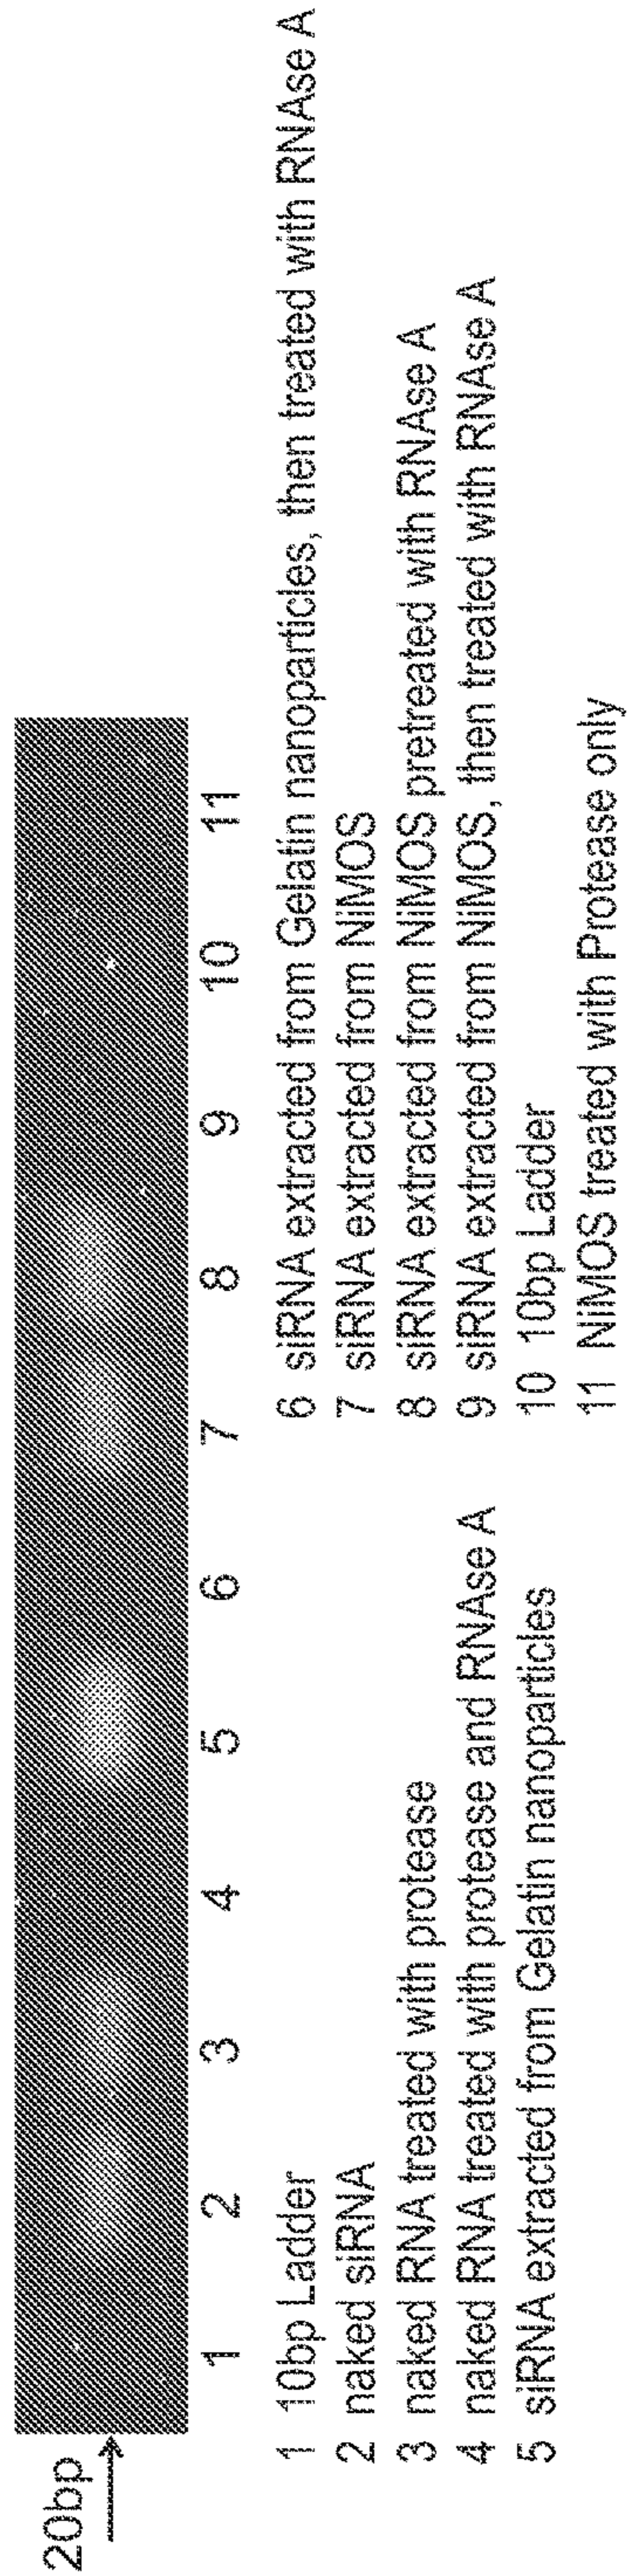 20bp
1 2 3 4 5 6 7 8 9 10 11
1 10bp Ladder
2 naked siRNA
3 naked RNA treated with protease
4 naked RNA treated with protease and RNAse A
5 siRNA extracted from Gelatin nanoparticles
6 siRNA extracted from Gelatin nanoparticles, then treated with RNAse A
7 siRNA extracted from NiMOS
8 siRNA extracted from NiMOS pretreated with RNAse A
9 siRNA extracted from NiMOS, then treated with RNAse A
10 10bp Ladder
11 NiMOS treated with Protease only